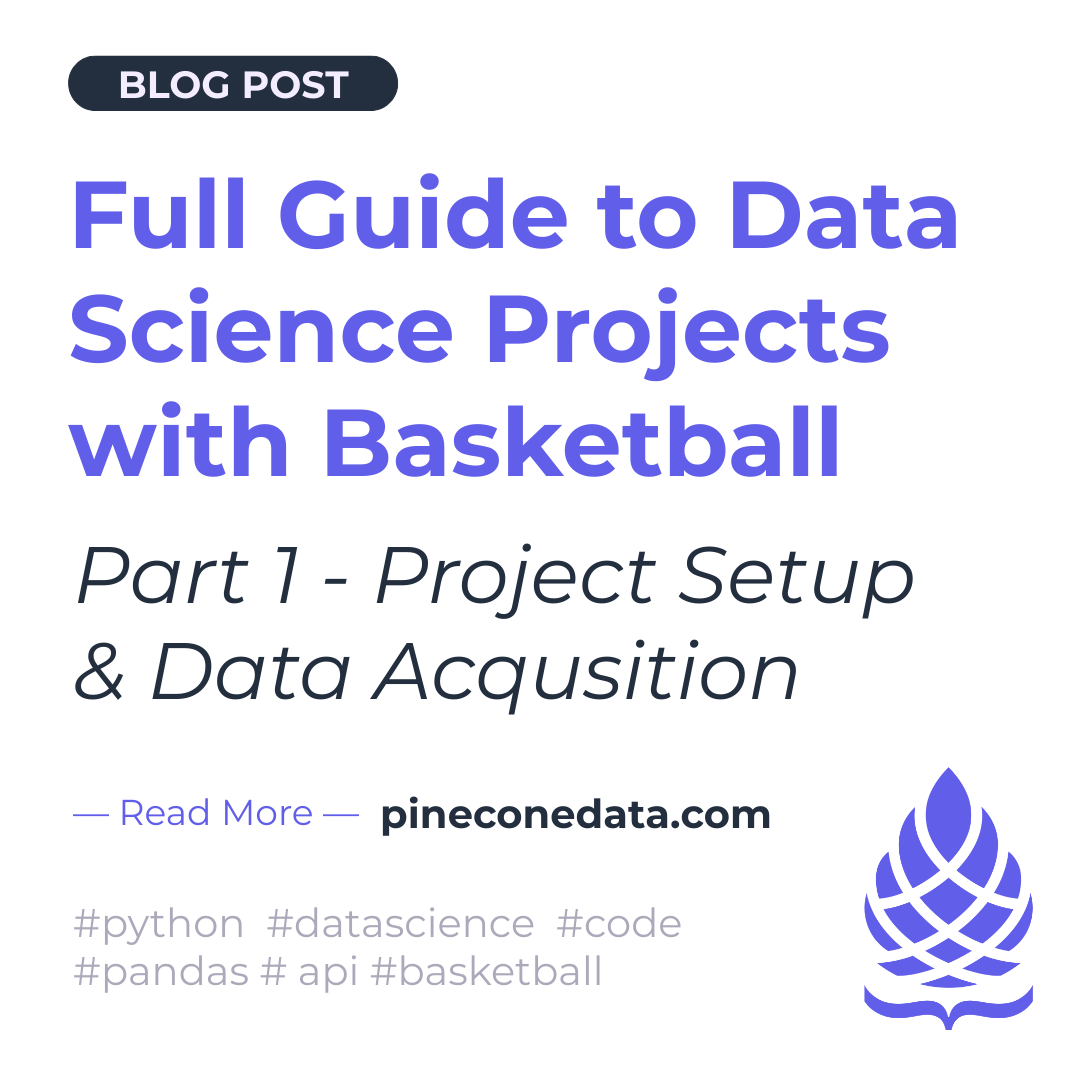 BLOG POST
Full Guide to Data
Science Projects
with Basketball
Part 1 - Project Setup
& Data Acqusition
— Read More — pineconedata.com
#python #datascience #code
#pandas # api #basketball